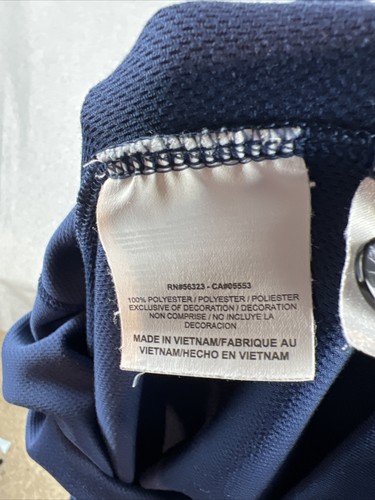 RN#56323 - CA#05553
100% POLYESTER / POLYESTER / POLIESTER
EXCLUSIVE OF DECORATION / DECORATION
NON COMPRISE / NO INCLUYE LA
DECORACION
MADE IN VIETNAM/FABRIQUE AU
VIETNAM/HECHO EN VIETNAM